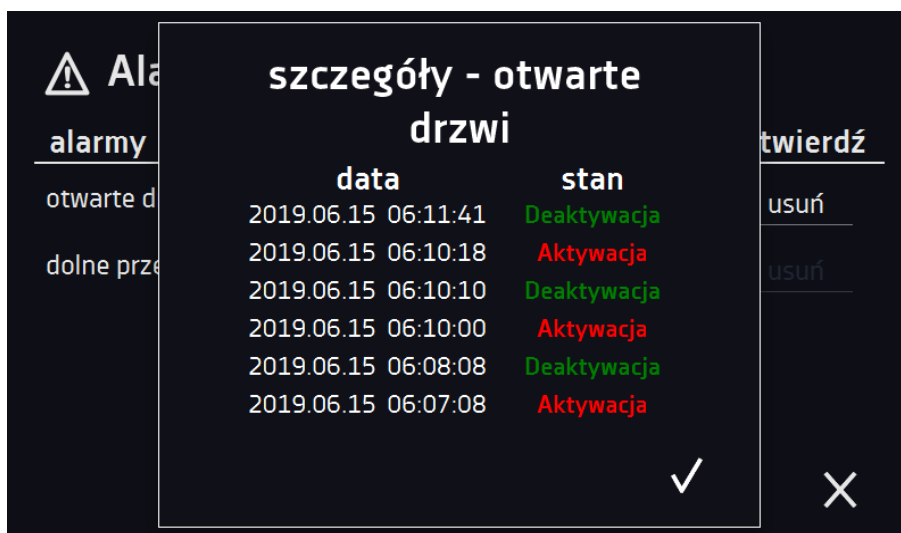 Ala
szczegóły - otwarte
drzwi
alarmy
twierdź
data stan
otwarte d
usuń
2019.06.15 06:11:41 Deaktywacja
2019.06.15 06:10:18 Aktywacja
dolne prze
usuń
2019.06.15 06:10:10 Deaktywacja
2019.06.15 06:10:00 Aktywacja
2019.06.15 06:08:08 Deaktywacja
2019.06.15 06:07:08 Aktywacja